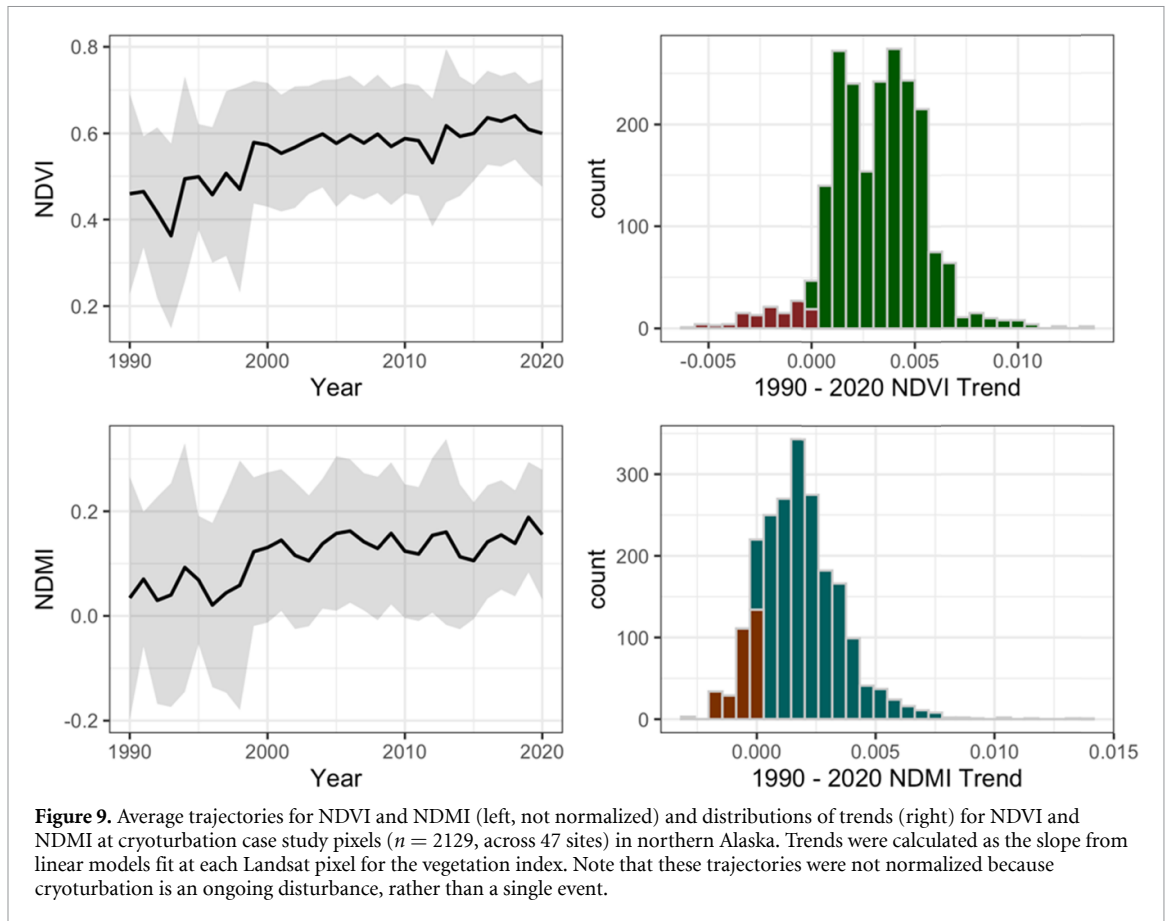 0.8
0.6
0.4
0.2
NDVI
1990
2000
2010
2020
Year
200
100
0
count
-0.005
0.000
0.005
0.010
1990 - 2020 NDVI Trend
0.2
0.0
-0.2
NDMI
1990
2000
2010
2020
Year
300
200
100
0
count
0.000
0.005
0.010
0.015
1990 - 2020 NDMI Trend
Figure 9. Average trajectories for NDVI and NDMI (left, not normalized) and distributions of trends (right) for NDVI and
NDMI at cryoturbation case study pixels (n = 2129, across 47 sites) in northern Alaska. Trends were calculated as the slope from
linear models fit at each Landsat pixel for the vegetation index. Note that these trajectories were not normalized because
cryoturbation is an ongoing disturbance, rather than a single event.